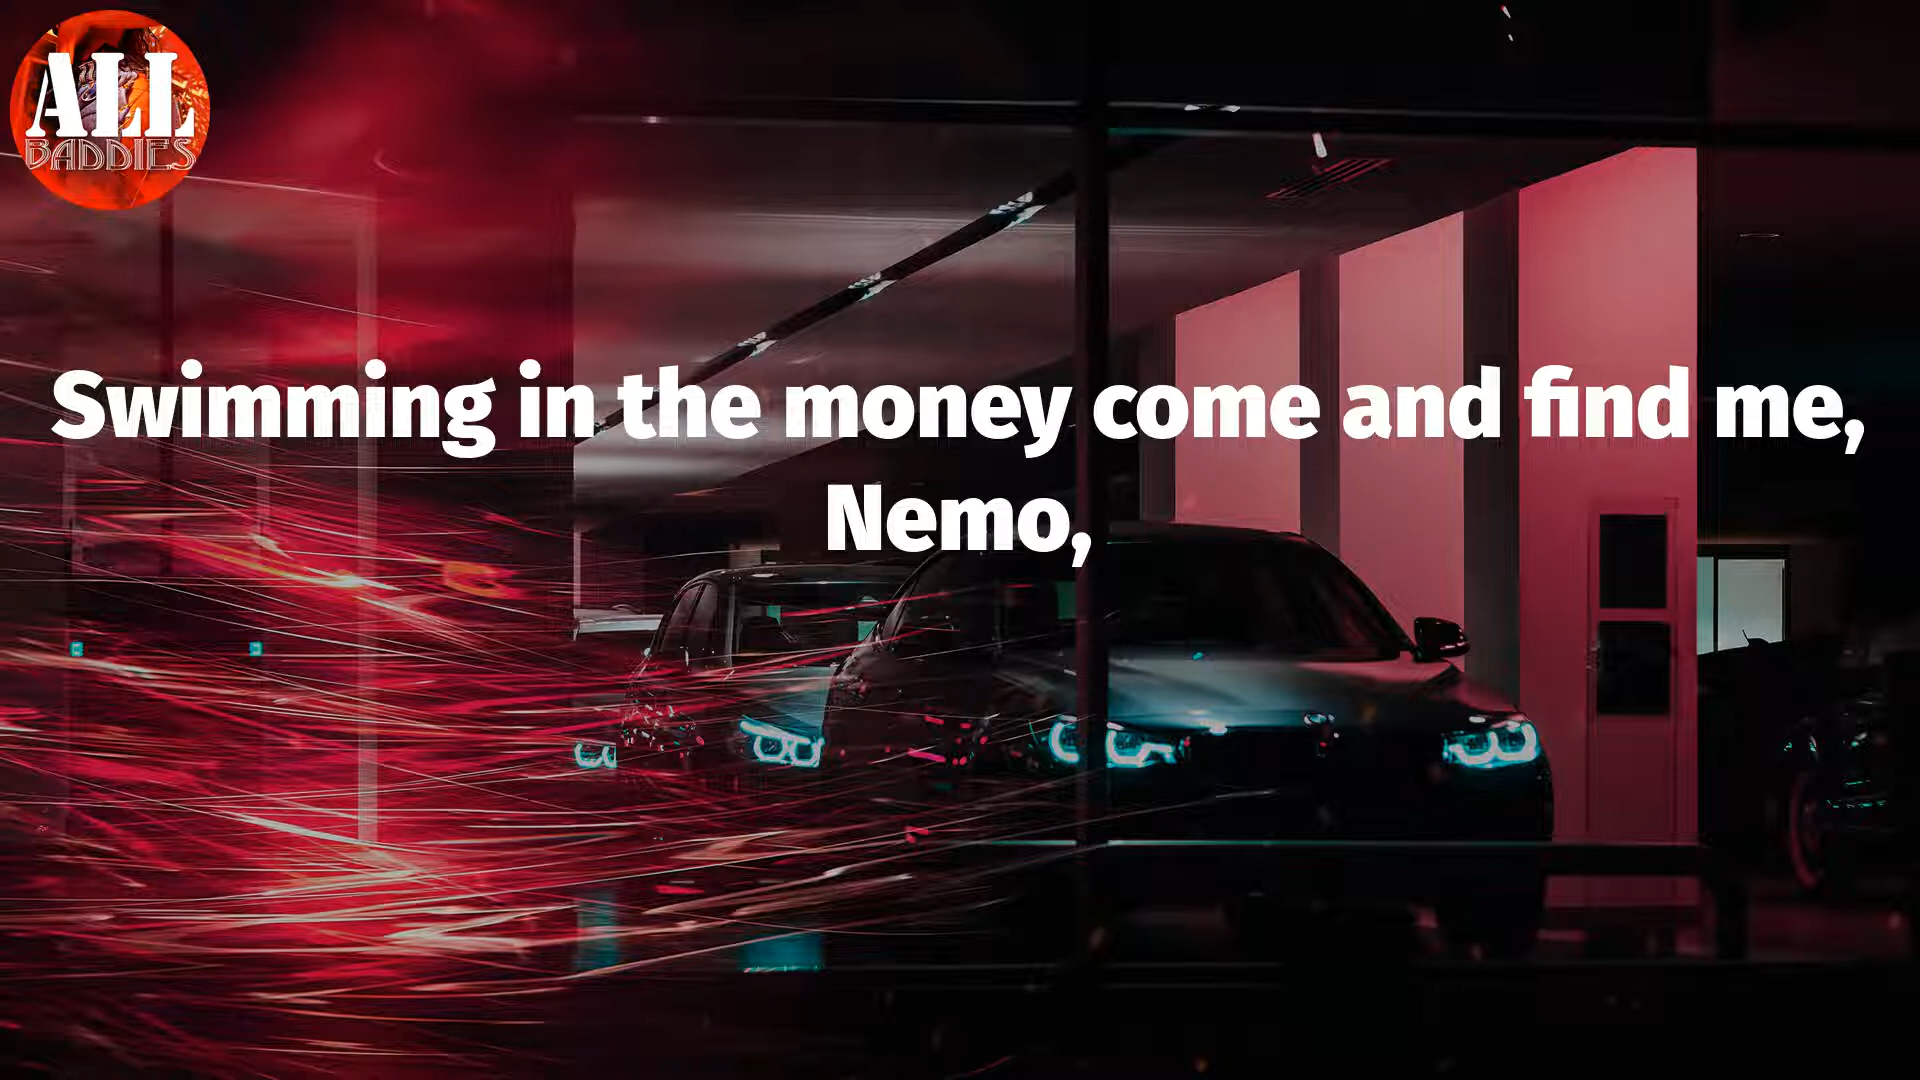 ALL
BADDIES
Swimming in the money come and find me,
Nemo,